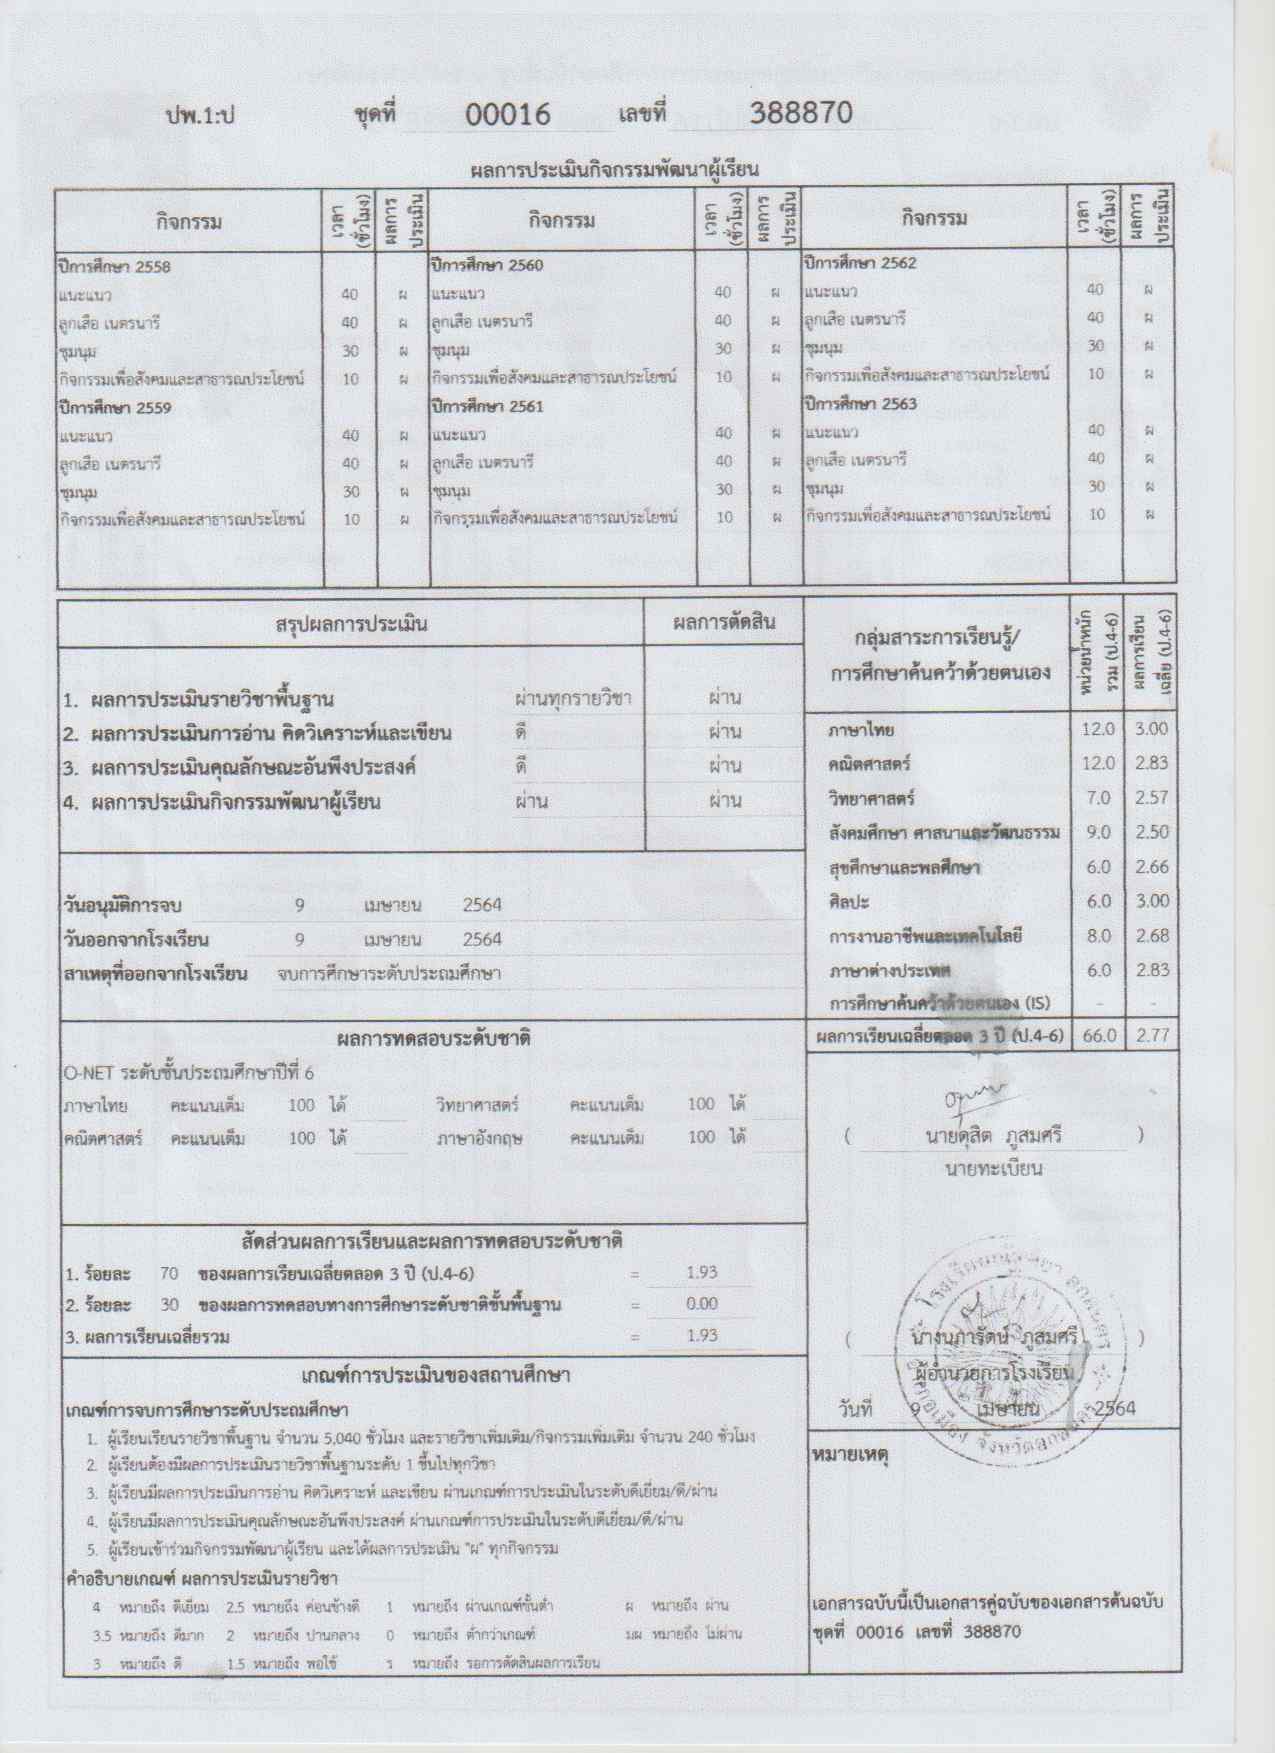 ปพ.1:ป ชุดที่ 00016 เลขที่ 388870
ผลการประเมินกิจกรรมพัฒนาผู้เรียน
กิจกรรม เวลา (ชั่วโมง) ผลการประเมิน กิจกรรม เวลา (ชั่วโมง) ผลการประเมิน กิจกรรม เวลา (ชั่วโมง) ผลการประเมิน
ปีการศึกษา 2558 ปีการศึกษา 2560 ปีการศึกษา 2562
แนะแนว 40 ผ แนะแนว 40 ผ แนะแนว 40 ผ
ลูกเสือ เนตรนารี 40 ผ ลูกเสือ เนตรนารี 40 ผ ลูกเสือ เนตรนารี 40 ผ
ชุมนุม 30 ผ ชุมนุม 30 ผ ชุมนุม 30 ผ
กิจกรรมเพื่อสังคมและสาธารณประโยชน์ 10 ผ กิจกรรมเพื่อสังคมและสาธารณประโยชน์ 10 ผ กิจกรรมเพื่อสังคมและสาธารณประโยชน์ 10 ผ
ปีการศึกษา 2559 ปีการศึกษา 2561 ปีการศึกษา 2563
แนะแนว 40 ผ แนะแนว 40 ผ แนะแนว 40 ผ
ลูกเสือ เนตรนารี 40 ผ ลูกเสือ เนตรนารี 40 ผ ลูกเสือ เนตรนารี 40 ผ
ชุมนุม 30 ผ ชุมนุม 30 ผ ชุมนุม 30 ผ
กิจกรรมเพื่อสังคมและสาธารณประโยชน์ 10 ผ กิจกรรมเพื่อสังคมและสาธารณประโยชน์ 10 ผ กิจกรรมเพื่อสังคมและสาธารณประโยชน์ 10 ผ
สรุปผลการประเมิน ผลการตัดสิน
1. ผลการประเมินรายวิชาพื้นฐาน ผ่านทุกรายวิชา ผ่าน
2. ผลการประเมินการอ่าน คิดวิเคราะห์และเขียน ดี ผ่าน
3. ผลการประเมินคุณลักษณะอันพึงประสงค์ ดี ผ่าน
4. ผลการประเมินกิจกรรมพัฒนาผู้เรียน ผ่าน ผ่าน
วันอนุมัติการจบ 9 เมษายน 2564
วันออกจากโรงเรียน 9 เมษายน 2564
สาเหตุที่ออกจากโรงเรียน จบการศึกษาระดับประถมศึกษา
ผลการทดสอบระดับชาติ
O-NET ระดับชั้นประถมศึกษาปีที่ 6
ภาษาไทย คะแนนเต็ม 100 ได้ วิทยาศาสตร์ คะแนนเต็ม 100 ได้
คณิตศาสตร์ คะแนนเต็ม 100 ได้ ภาษาอังกฤษ คะแนนเต็ม 100 ได้
สัดส่วนผลการเรียนและผลการทดสอบระดับชาติ
1. ร้อยละ 70 ของผลการเรียนเฉลี่ยตลอด 3 ปี (ป.4-6) = 1.93
2. ร้อยละ 30 ของผลการทดสอบทางการศึกษาระดับชาติขั้นพื้นฐาน = 0.00
3. ผลการเรียนเฉลี่ยรวม = 1.93
เกณฑ์การประเมินของสถานศึกษา
เกณฑ์การจบการศึกษาระดับประถมศึกษา
1. ผู้เรียนเรียนรายวิชาพื้นฐาน จำนวน 5,040 ชั่วโมง และรายวิชาเพิ่มเติม/กิจกรรมเพิ่มเติม จำนวน 240 ชั่วโมง
2. ผู้เรียนต้องมีผลการประเมินรายวิชาพื้นฐานระดับ 1 ขึ้นไปทุกวิชา
3. ผู้เรียนมีผลการประเมินการอ่าน คิดวิเคราะห์ และเขียน ผ่านเกณฑ์การประเมินในระดับดีเยี่ยม/ดี/ผ่าน
4. ผู้เรียนมีผลการประเมินคุณลักษณะอันพึงประสงค์ ผ่านเกณฑ์การประเมินในระดับดีเยี่ยม/ดี/ผ่าน
5. ผู้เรียนเข้าร่วมกิจกรรมพัฒนาผู้เรียน และได้ผลการประเมิน "ผ" ทุกกิจกรรม
คำอธิบายเกณฑ์ ผลการประเมินรายวิชา
4 หมายถึง ดีเยี่ยม 2.5 หมายถึง ค่อนข้างดี 1 หมายถึง ผ่านเกณฑ์ขั้นต่ำ ผ หมายถึง ผ่าน
3.5 หมายถึง ดีมาก 2 หมายถึง ปานกลาง 0 หมายถึง ต่ำกว่าเกณฑ์ มผ หมายถึง ไม่ผ่าน
3 หมายถึง ดี 1.5 หมายถึง พอใช้ ร หมายถึง รอการตัดสินผลการเรียน
กลุ่มสาระการเรียนรู้/ หน่วยน้ำหนัก ผลการเรียน
การศึกษาค้นคว้าด้วยตนเอง รวม (ป.4-6) เฉลี่ย (ป.4-6)
ภาษาไทย 12.0 3.00
คณิตศาสตร์ 12.0 2.83
วิทยาศาสตร์ 7.0 2.57
สังคมศึกษา ศาสนาและวัฒนธรรม 9.0 2.50
สุขศึกษาและพลศึกษา 6.0 2.66
ศิลปะ 6.0 3.00
การงานอาชีพและเทคโนโลยี 8.0 2.68
ภาษาต่างประเทศ 6.0 2.83
การศึกษาค้นคว้าด้วยตนเอง (IS) - -
ผลการเรียนเฉลี่ยตลอด 3 ปี (ป.4-6) 66.0 2.77
( นายดุสิต ภูสมศรี )
นายทะเบียน
( นางนภารัตน์ ภูสมศรี )
ผู้อำนวยการโรงเรียน
วันที่ 9 เมษายน 2564
หมายเหตุ
เอกสารฉบับนี้เป็นเอกสารคู่ฉบับของเอกสารต้นฉบับ
ชุดที่ 00016 เลขที่ 388870